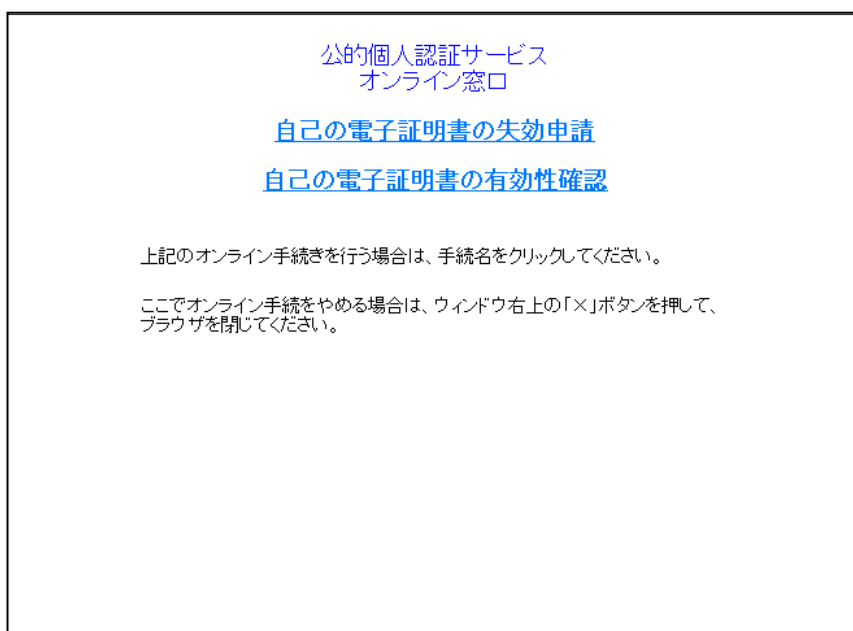 公的個人認証サービス
オンライン窓口
自己の電子証明書の失効申請
自己の電子証明書の有効性確認
上記のオンライン手続きを行う場合は、手続名をクリックしてください。
ここでオンライン手続をやめる場合は、ウィンドウ右上の「×」ボタンを押して、
ブラウザを閉じてください。